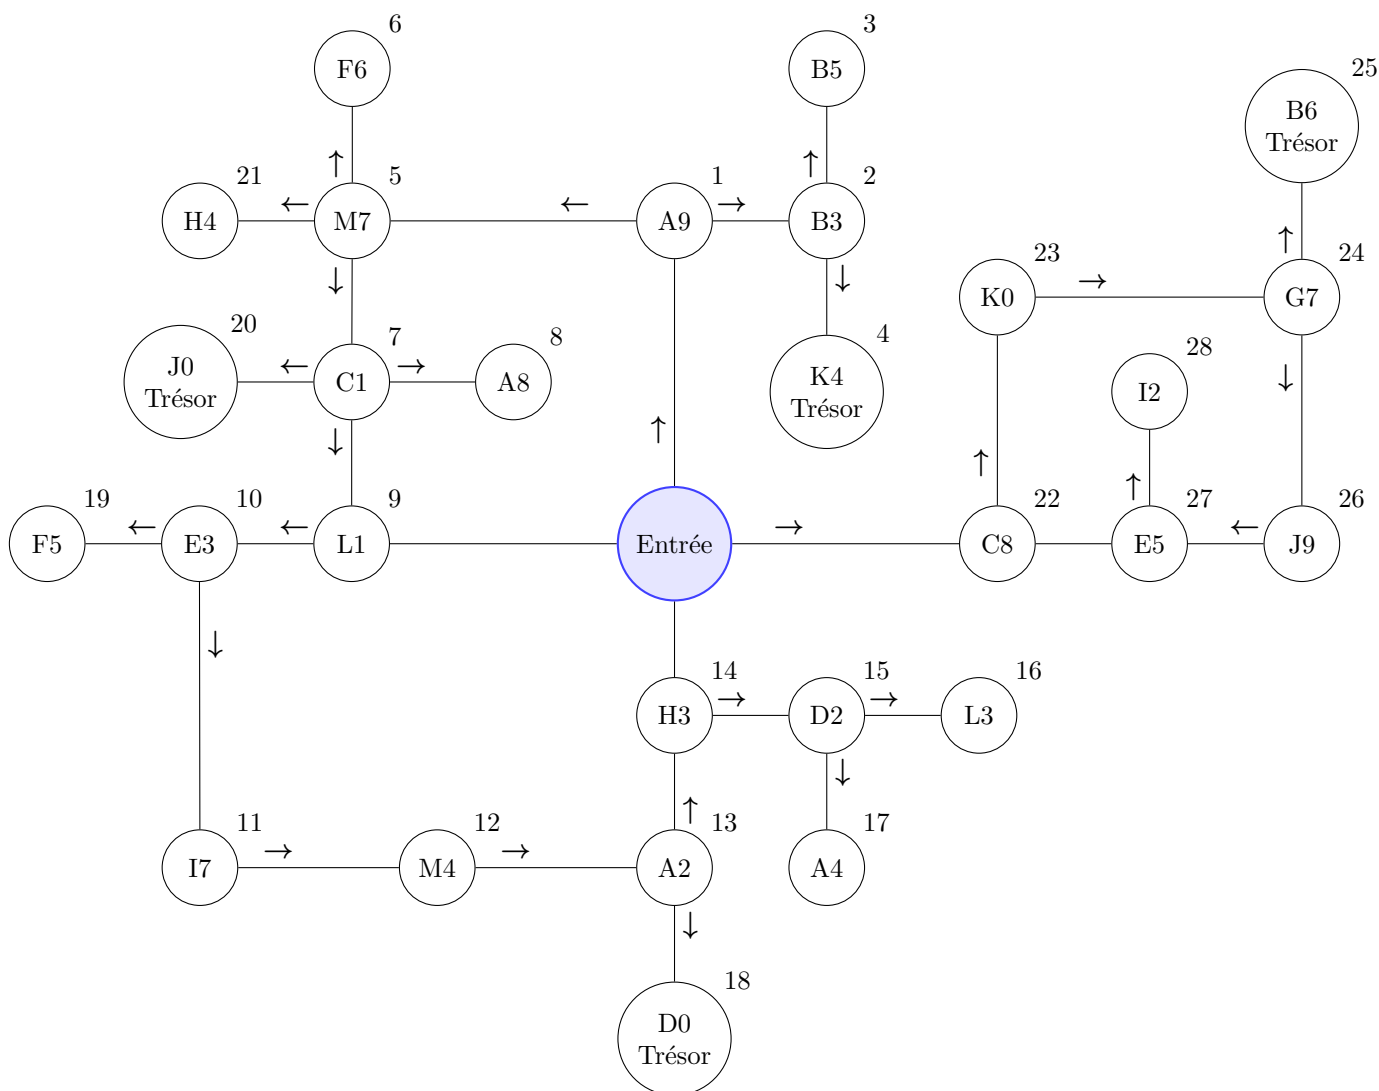 6
F6
3
B5
25
B6
Trésor
21
H4
←
↑
5
M7
←
1
A9
→
↑
2
B3
↓
↓
23
K0
→
↑
24
G7
20
J0
Trésor
←
7
C1
→
8
A8
4
K4
Trésor
28
I2
↓
↓
↑
↑
19
F5
←
10
E3
←
9
L1
Entrée
→
22
C8
↑
27
E5
←
26
J9
↓
14
H3
→
15
D2
→
16
L3
↓
11
I7
→
12
M4
→
↑
13
A2
17
A4
↓
18
D0
Trésor